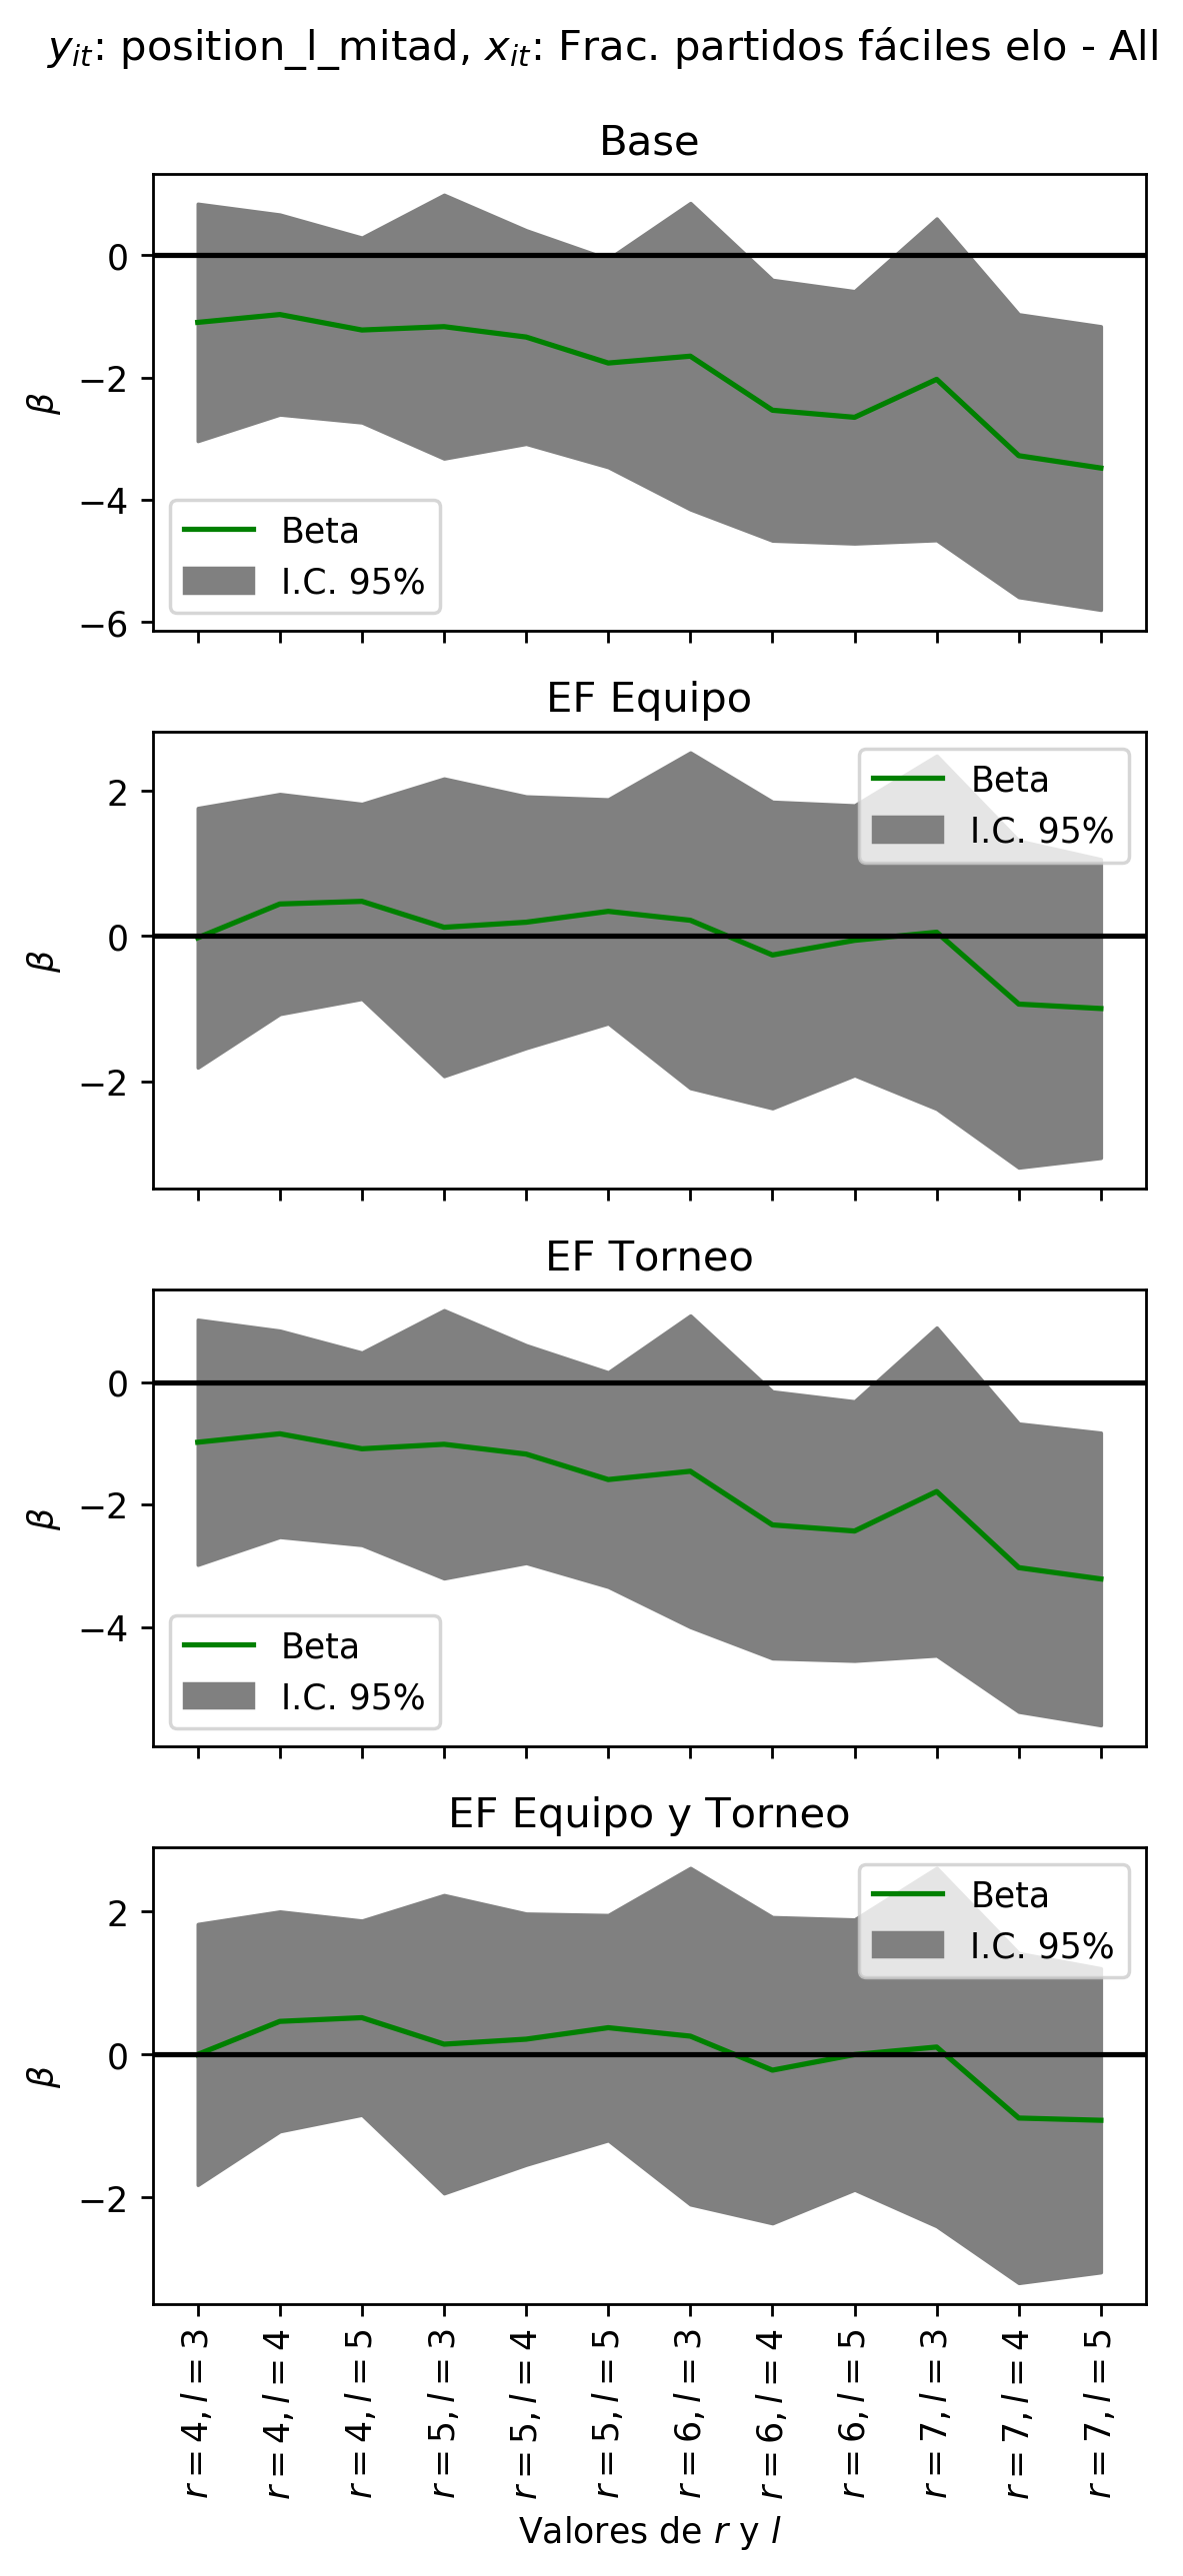 y_it: position_l_mitad, x_it: Frac. partidos fáciles elo - All
Base
0
−2
−4
−6
β
Beta
I.C. 95%
EF Equipo
2
0
−2
β
Beta
I.C. 95%
EF Torneo
0
−2
−4
β
Beta
I.C. 95%
EF Equipo y Torneo
2
0
−2
β
Beta
I.C. 95%
r = 4, l = 3
r = 4, l = 4
r = 4, l = 5
r = 5, l = 3
r = 5, l = 4
r = 5, l = 5
r = 6, l = 3
r = 6, l = 4
r = 6, l = 5
r = 7, l = 3
r = 7, l = 4
r = 7, l = 5
Valores de r y l